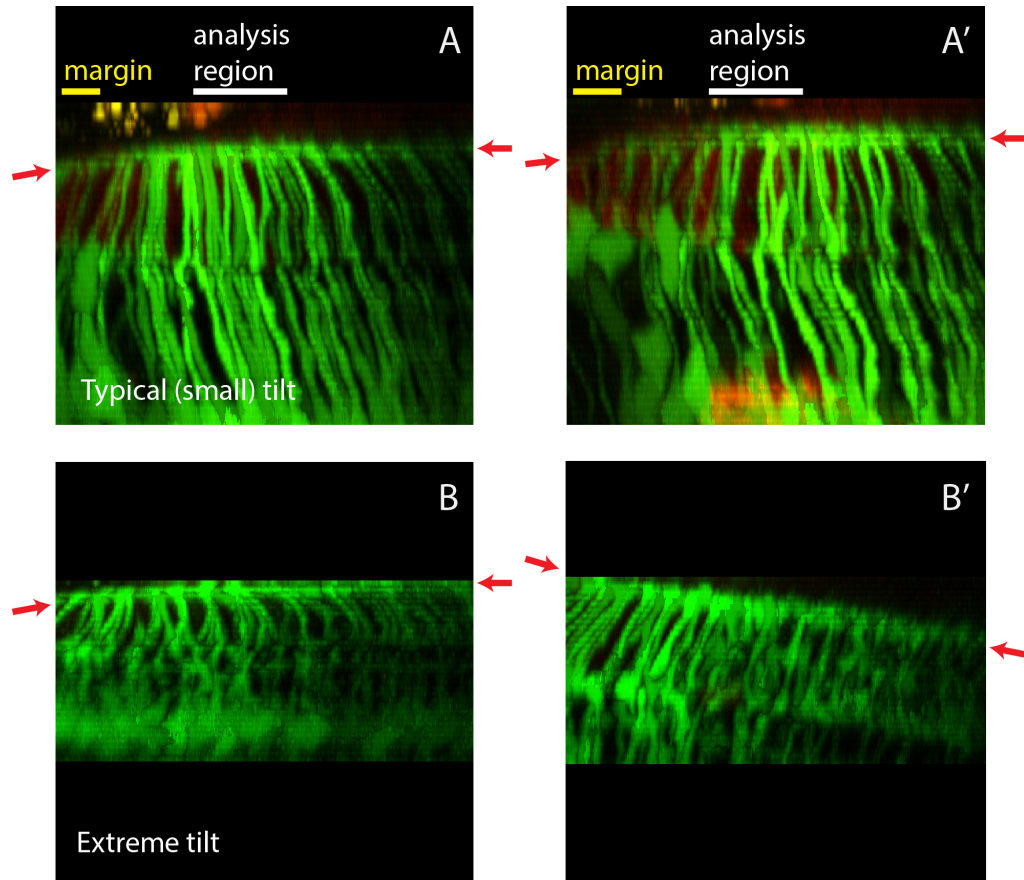 analysis
A
margin region
analysis
A′
margin region
Typical (small) tilt
B
B′
Extreme tilt